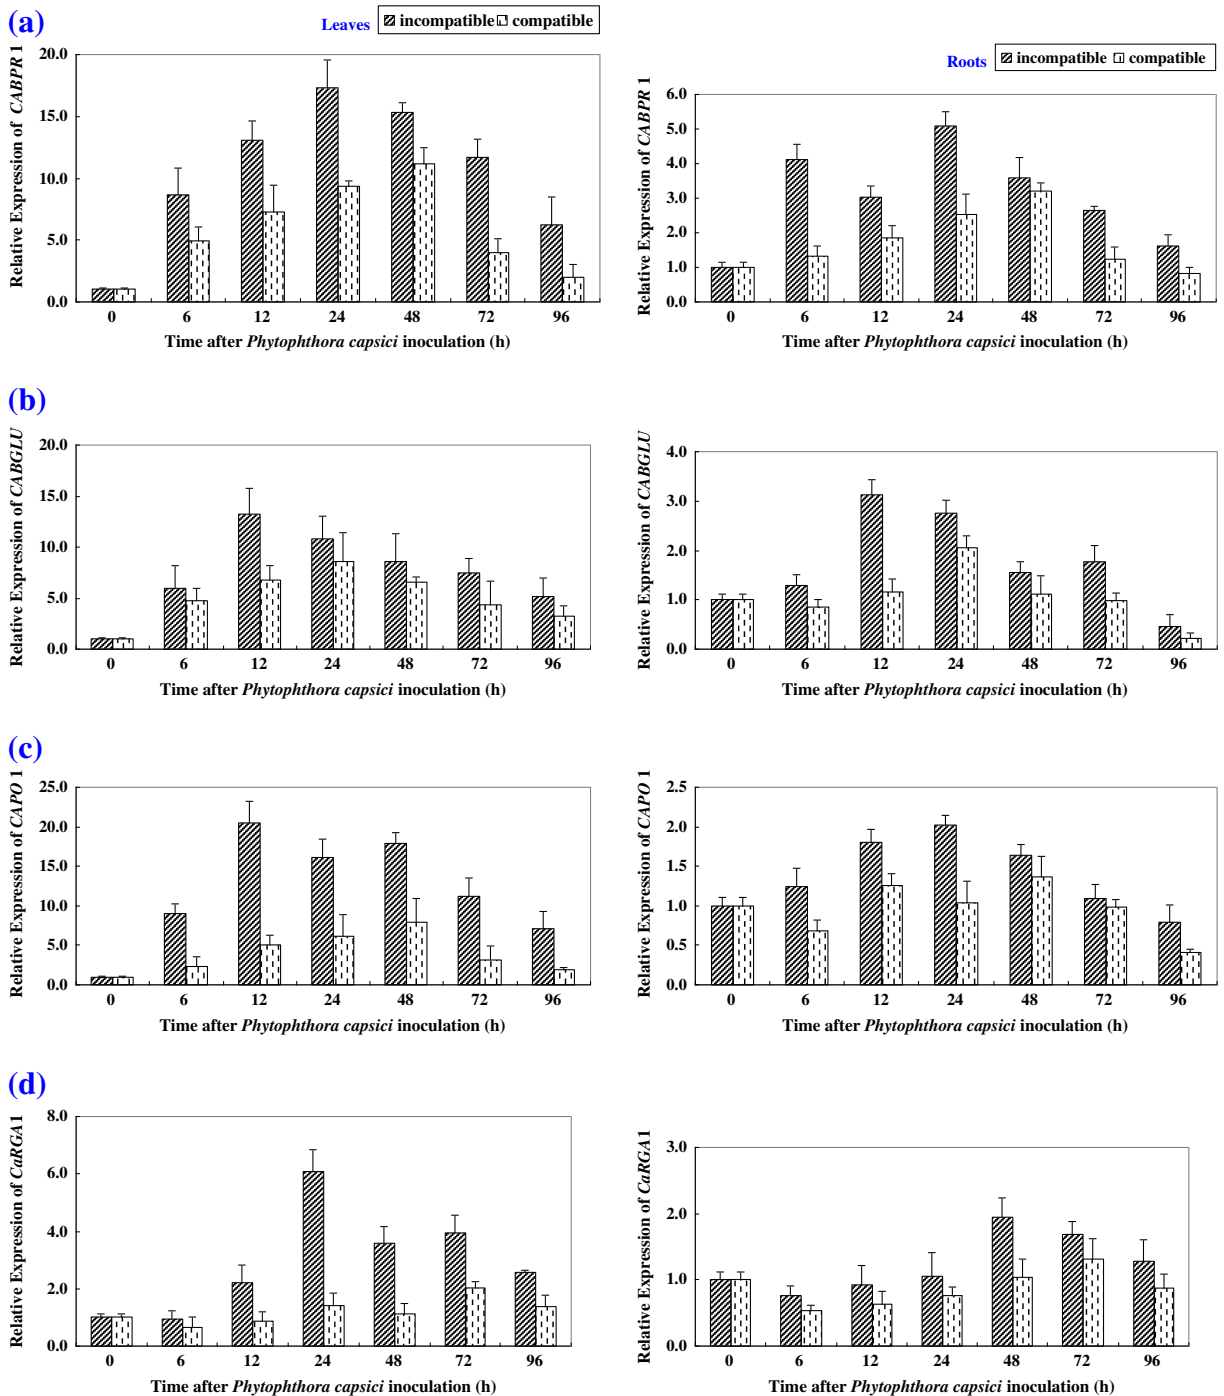 (a)
Leaves incompatible compatible
Relative Expression of CABPR 1
20.0
15.0
10.0
5.0
0.0
0 6 12 24 48 72 96
Time after Phytophthora capsici inoculation (h)
Roots incompatible compatible
Relative Expression of CABPR 1
6.0
5.0
4.0
3.0
2.0
1.0
0.0
0 6 12 24 48 72 96
Time after Phytophthora capsici inoculation (h)
(b)
Relative Expression of CABGLU
20.0
15.0
10.0
5.0
0.0
0 6 12 24 48 72 96
Time after Phytophthora capsici inoculation (h)
Relative Expression of CABGLU
4.0
3.0
2.0
1.0
0.0
0 6 12 24 48 72 96
Time after Phytophthora capsici inoculation (h)
(c)
Relative Expression of CAPO 1
25.0
20.0
15.0
10.0
5.0
0.0
0 6 12 24 48 72 96
Time after Phytophthora capsici inoculation (h)
Relative Expression of CAPO 1
2.5
2.0
1.5
1.0
0.5
0.0
0 6 12 24 48 72 96
Time after Phytophthora capsici inoculation (h)
(d)
Relative Expression of CaRGA1
8.0
6.0
4.0
2.0
0.0
0 6 12 24 48 72 96
Time after Phytophthora capsici inoculation (h)
Relative Expression of CaRGA1
3.0
2.0
1.0
0.0
0 6 12 24 48 72 96
Time after Phytophthora capsici inoculation (h)